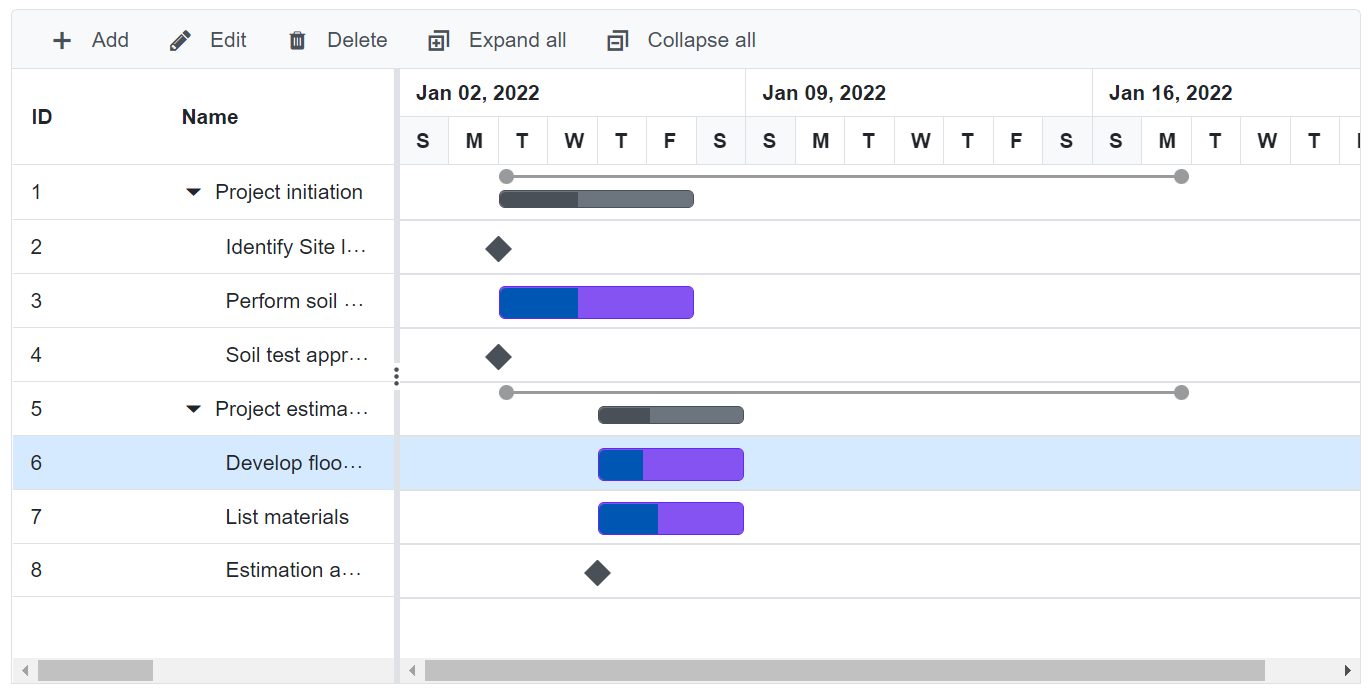 Add Edit Delete Expand all Collapse all
ID Name Jan 02, 2022 Jan 09, 2022 Jan 16, 2022
S M T W T F S S M T W T F S S M T W T
1 Project initiation
2 Identify Site l...
3 Perform soil ...
4 Soil test appr...
5 Project estima...
6 Develop floo...
7 List materials
8 Estimation a...